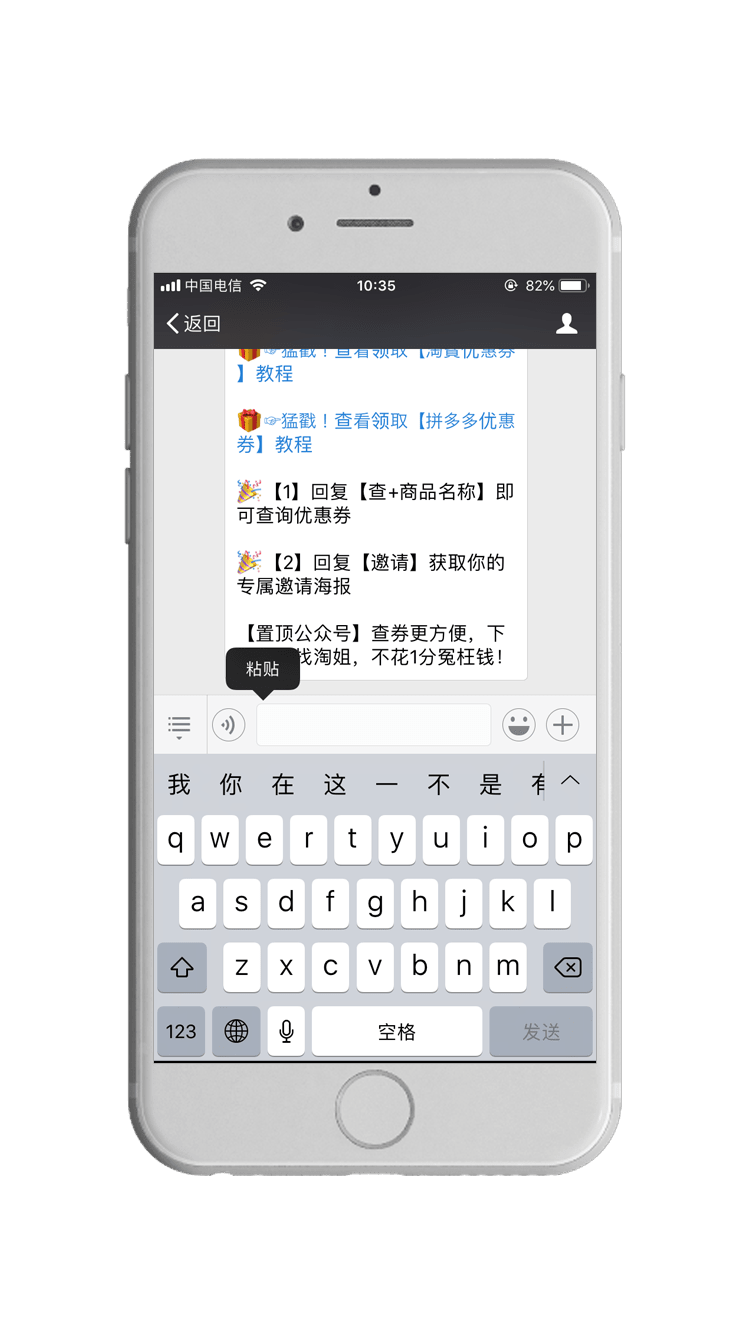 中国电信
10:35
82%
返回
☞猛戳！查看领取【淘寶优惠券
】教程
☞猛戳！查看领取【拼多多优惠
券】教程
【1】回复【查+商品名称】即
可查询优惠券
【2】回复【邀请】获取你的
专属邀请海报
【置顶公众号】查券更方便，下
找淘姐，不花1分冤枉钱！
粘贴
我 你 在 这 一 不 是
q w e r t y u i o p
a s d f g h j k l
z x c v b n m
123 空格 发送